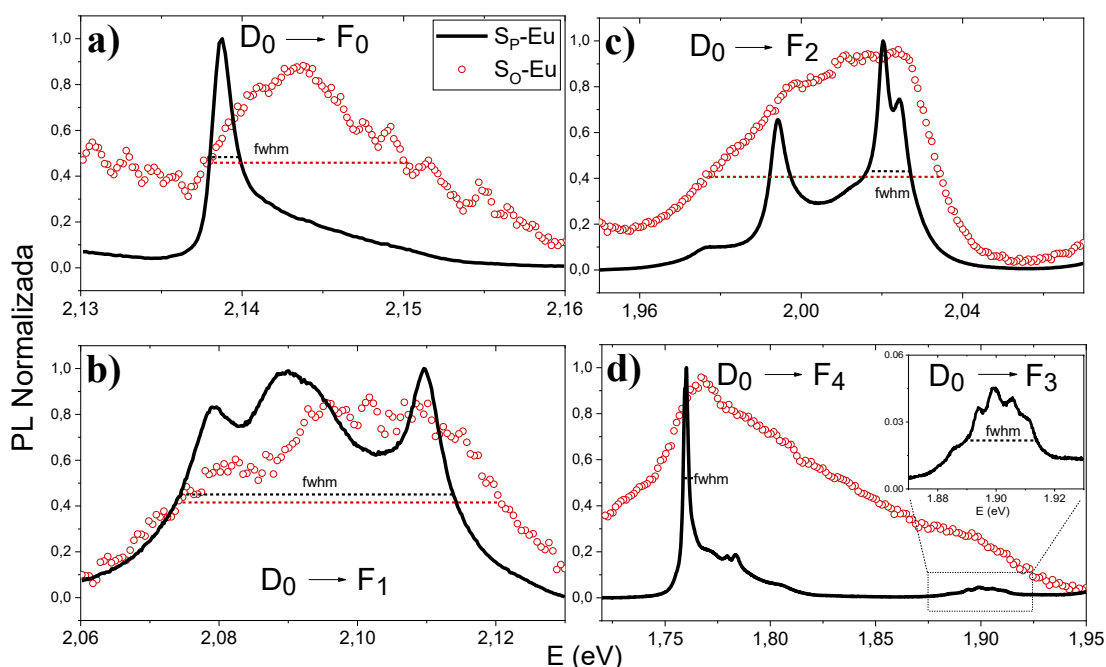 a)
D0 → F0
SP-Eu
SO-Eu
fwhm
1,0
0,8
0,6
0,4
0,2
0,0
2,13
2,14
2,15
2,16
c)
D0 → F2
fwhm
1,0
0,8
0,6
0,4
0,2
0,0
1,96
2,00
2,04
PL Normalizada
b)
fwhm
D0 → F1
1,0
0,8
0,6
0,4
0,2
0,0
2,06
2,08
2,10
2,12
d)
D0 → F4
fwhm
1,0
0,8
0,6
0,4
0,2
0,0
1,75
1,80
1,85
1,90
1,95
D0 → F3
fwhm
0.06
0.03
0.00
1.88
1.90
1.92
E (eV)
E (eV)